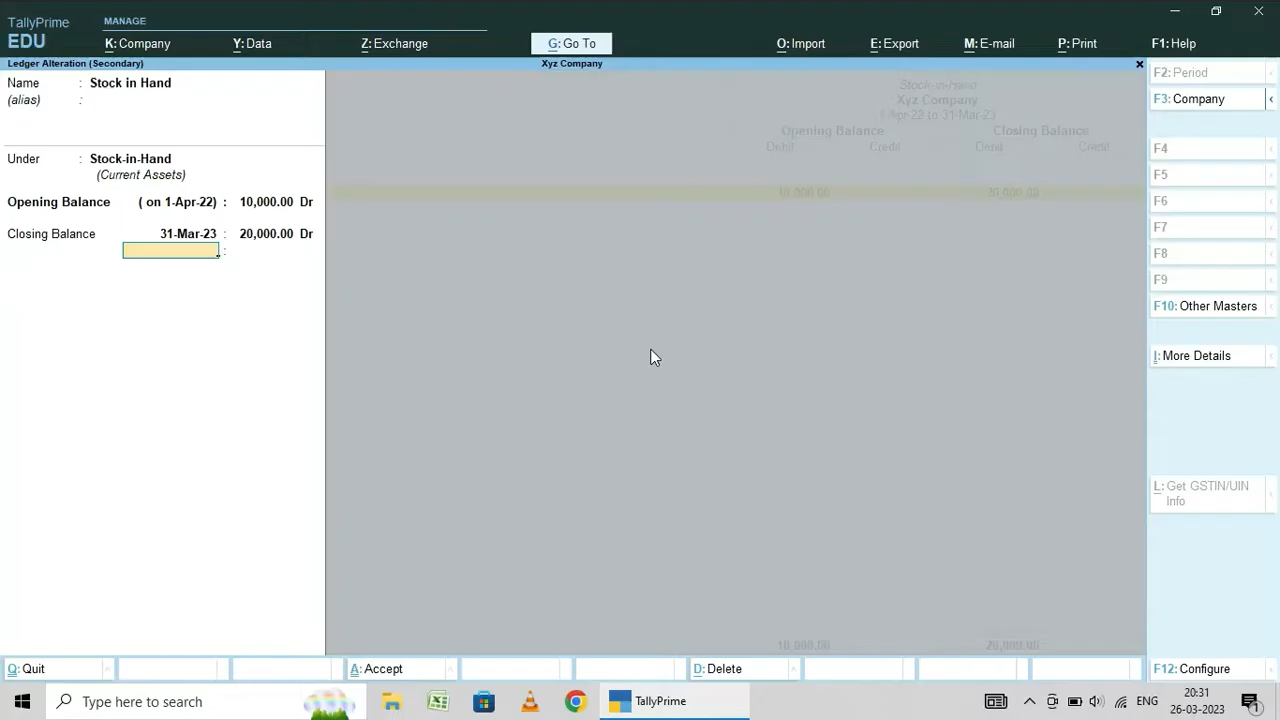 TallyPrime
EDU
MANAGE
K: Company
Y: Data
Z: Exchange
G: Go To
O: Import
E: Export
M: E-mail
P: Print
F1: Help
Ledger Alteration (Secondary)
Xyz Company
Name : Stock in Hand
(alias) :
Under : Stock-in-Hand
(Current Assets)
Opening Balance ( on 1-Apr-22) : 10,000.00 Dr
Closing Balance 31-Mar-23 : 20,000.00 Dr
:
Stock-in-Hand
Xyz Company
1-Apr-22 to 31-Mar-23
Opening Balance Closing Balance
Debit Credit Debit Credit
10,000.00 20,000.00
10,000.00 20,000.00
F2: Period
F3: Company
F4
F5
F6
F7
F8
F9
F10: Other Masters
I: More Details
L: Get GSTIN/UIN
Info
Q: Quit
A: Accept
D: Delete
F12: Configure
Type here to search
TallyPrime
ENG
20:31
26-03-2023
1